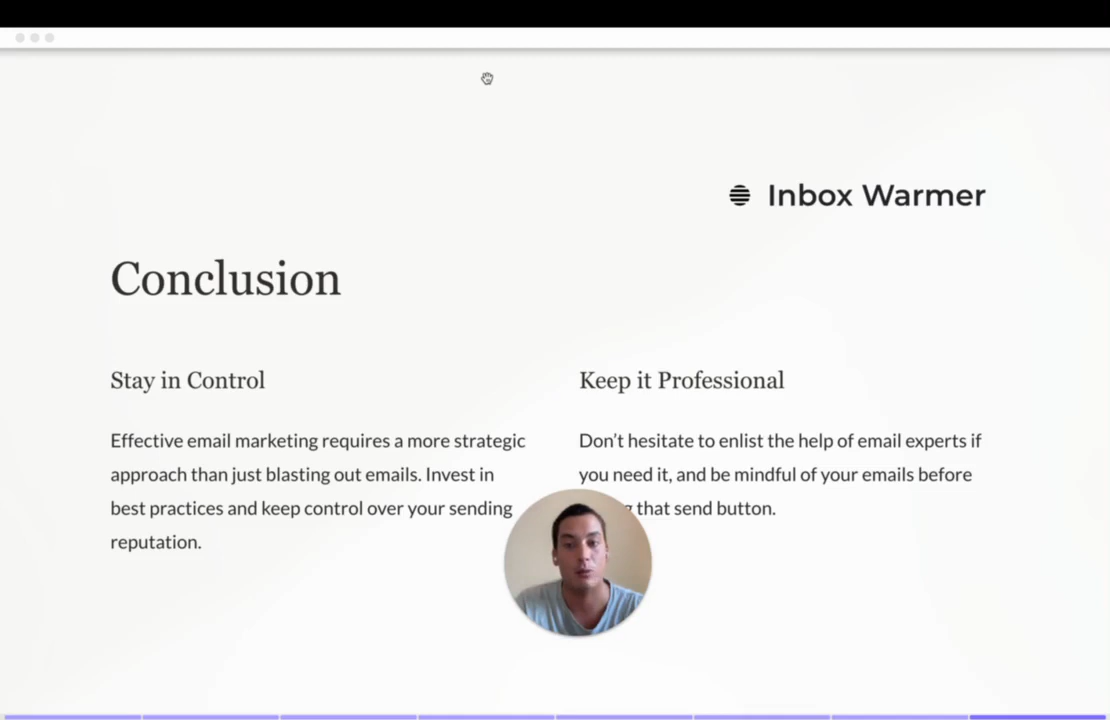 Inbox Warmer
Conclusion
Stay in Control
Effective email marketing requires a more strategic
approach than just blasting out emails. Invest in
best practices and keep control over your sending
reputation.
Keep it Professional
Don’t hesitate to enlist the help of email experts if
you need it, and be mindful of your emails before
that send button.